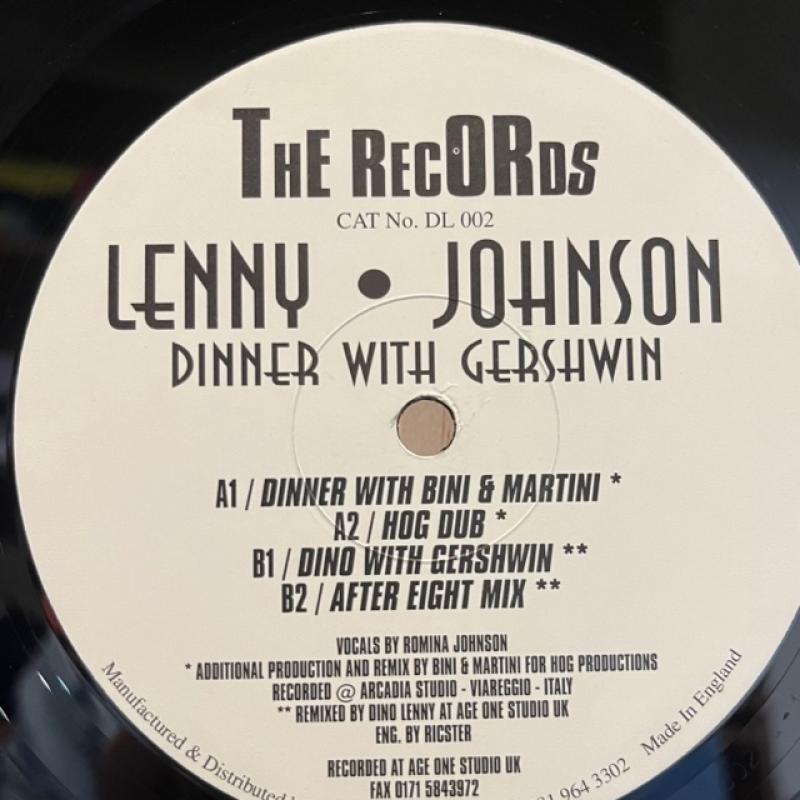 THE RECORDS
CAT No. DL 002
LENNY • JOHNSON
DINNER WITH GERSHWIN
A1 / DINNER WITH BINI & MARTINI *
A2 / HOG DUB *
B1 / DINO WITH GERSHWIN **
B2 / AFTER EIGHT MIX **
VOCALS BY ROMINA JOHNSON
* ADDITIONAL PRODUCTION AND REMIX BY BINI & MARTINI FOR HOG PRODUCTIONS
RECORDED @ ARCADIA STUDIO - VIAREGGIO - ITALY
** REMIXED BY DINO LENNY AT AGE ONE STUDIO UK
ENG. BY RICSTER
RECORDED AT AGE ONE STUDIO UK
FAX 0171 5843972
Manufactured & Distributed 964 3302 Made In England